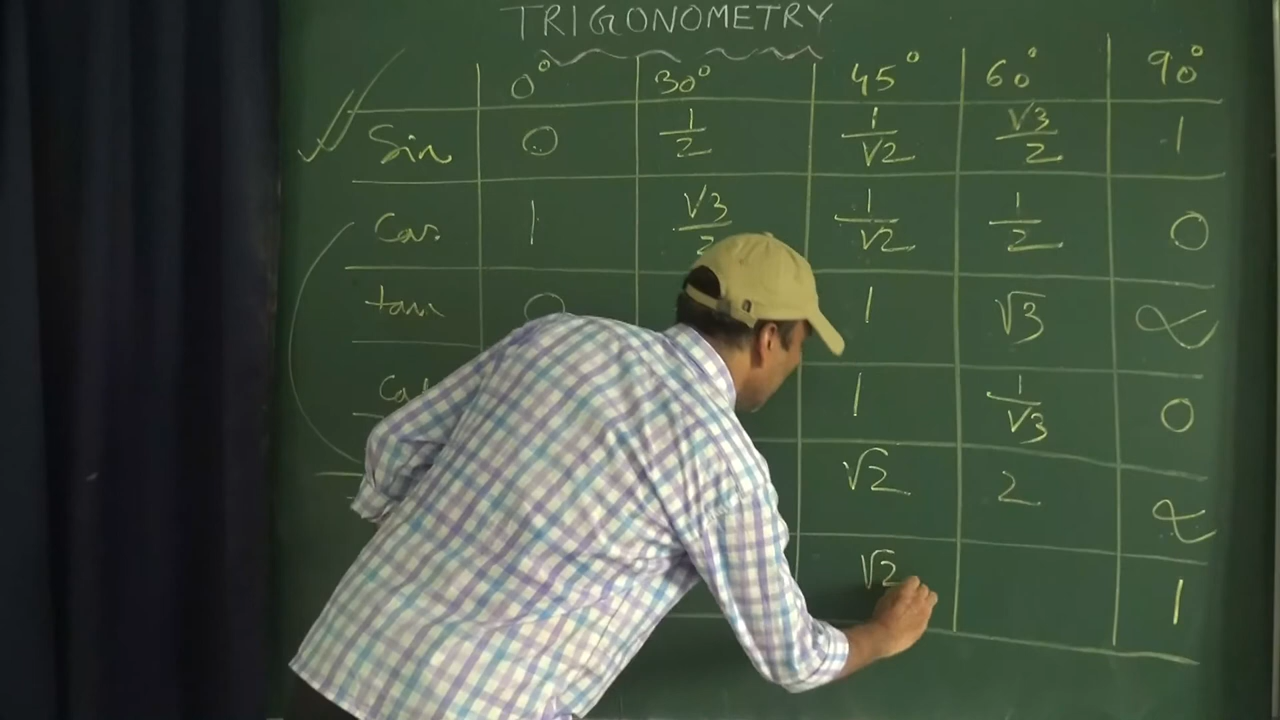 TRIGONOMETRY
0° 30° 45° 60° 90°
Sin 0 1/2 1/√2 √3/2 1
Cos. 1 √3/2 1/√2 1/2 0
tan 0 1 √3 ∝
1 1/√3 0
√2 2 ∝
√2 1